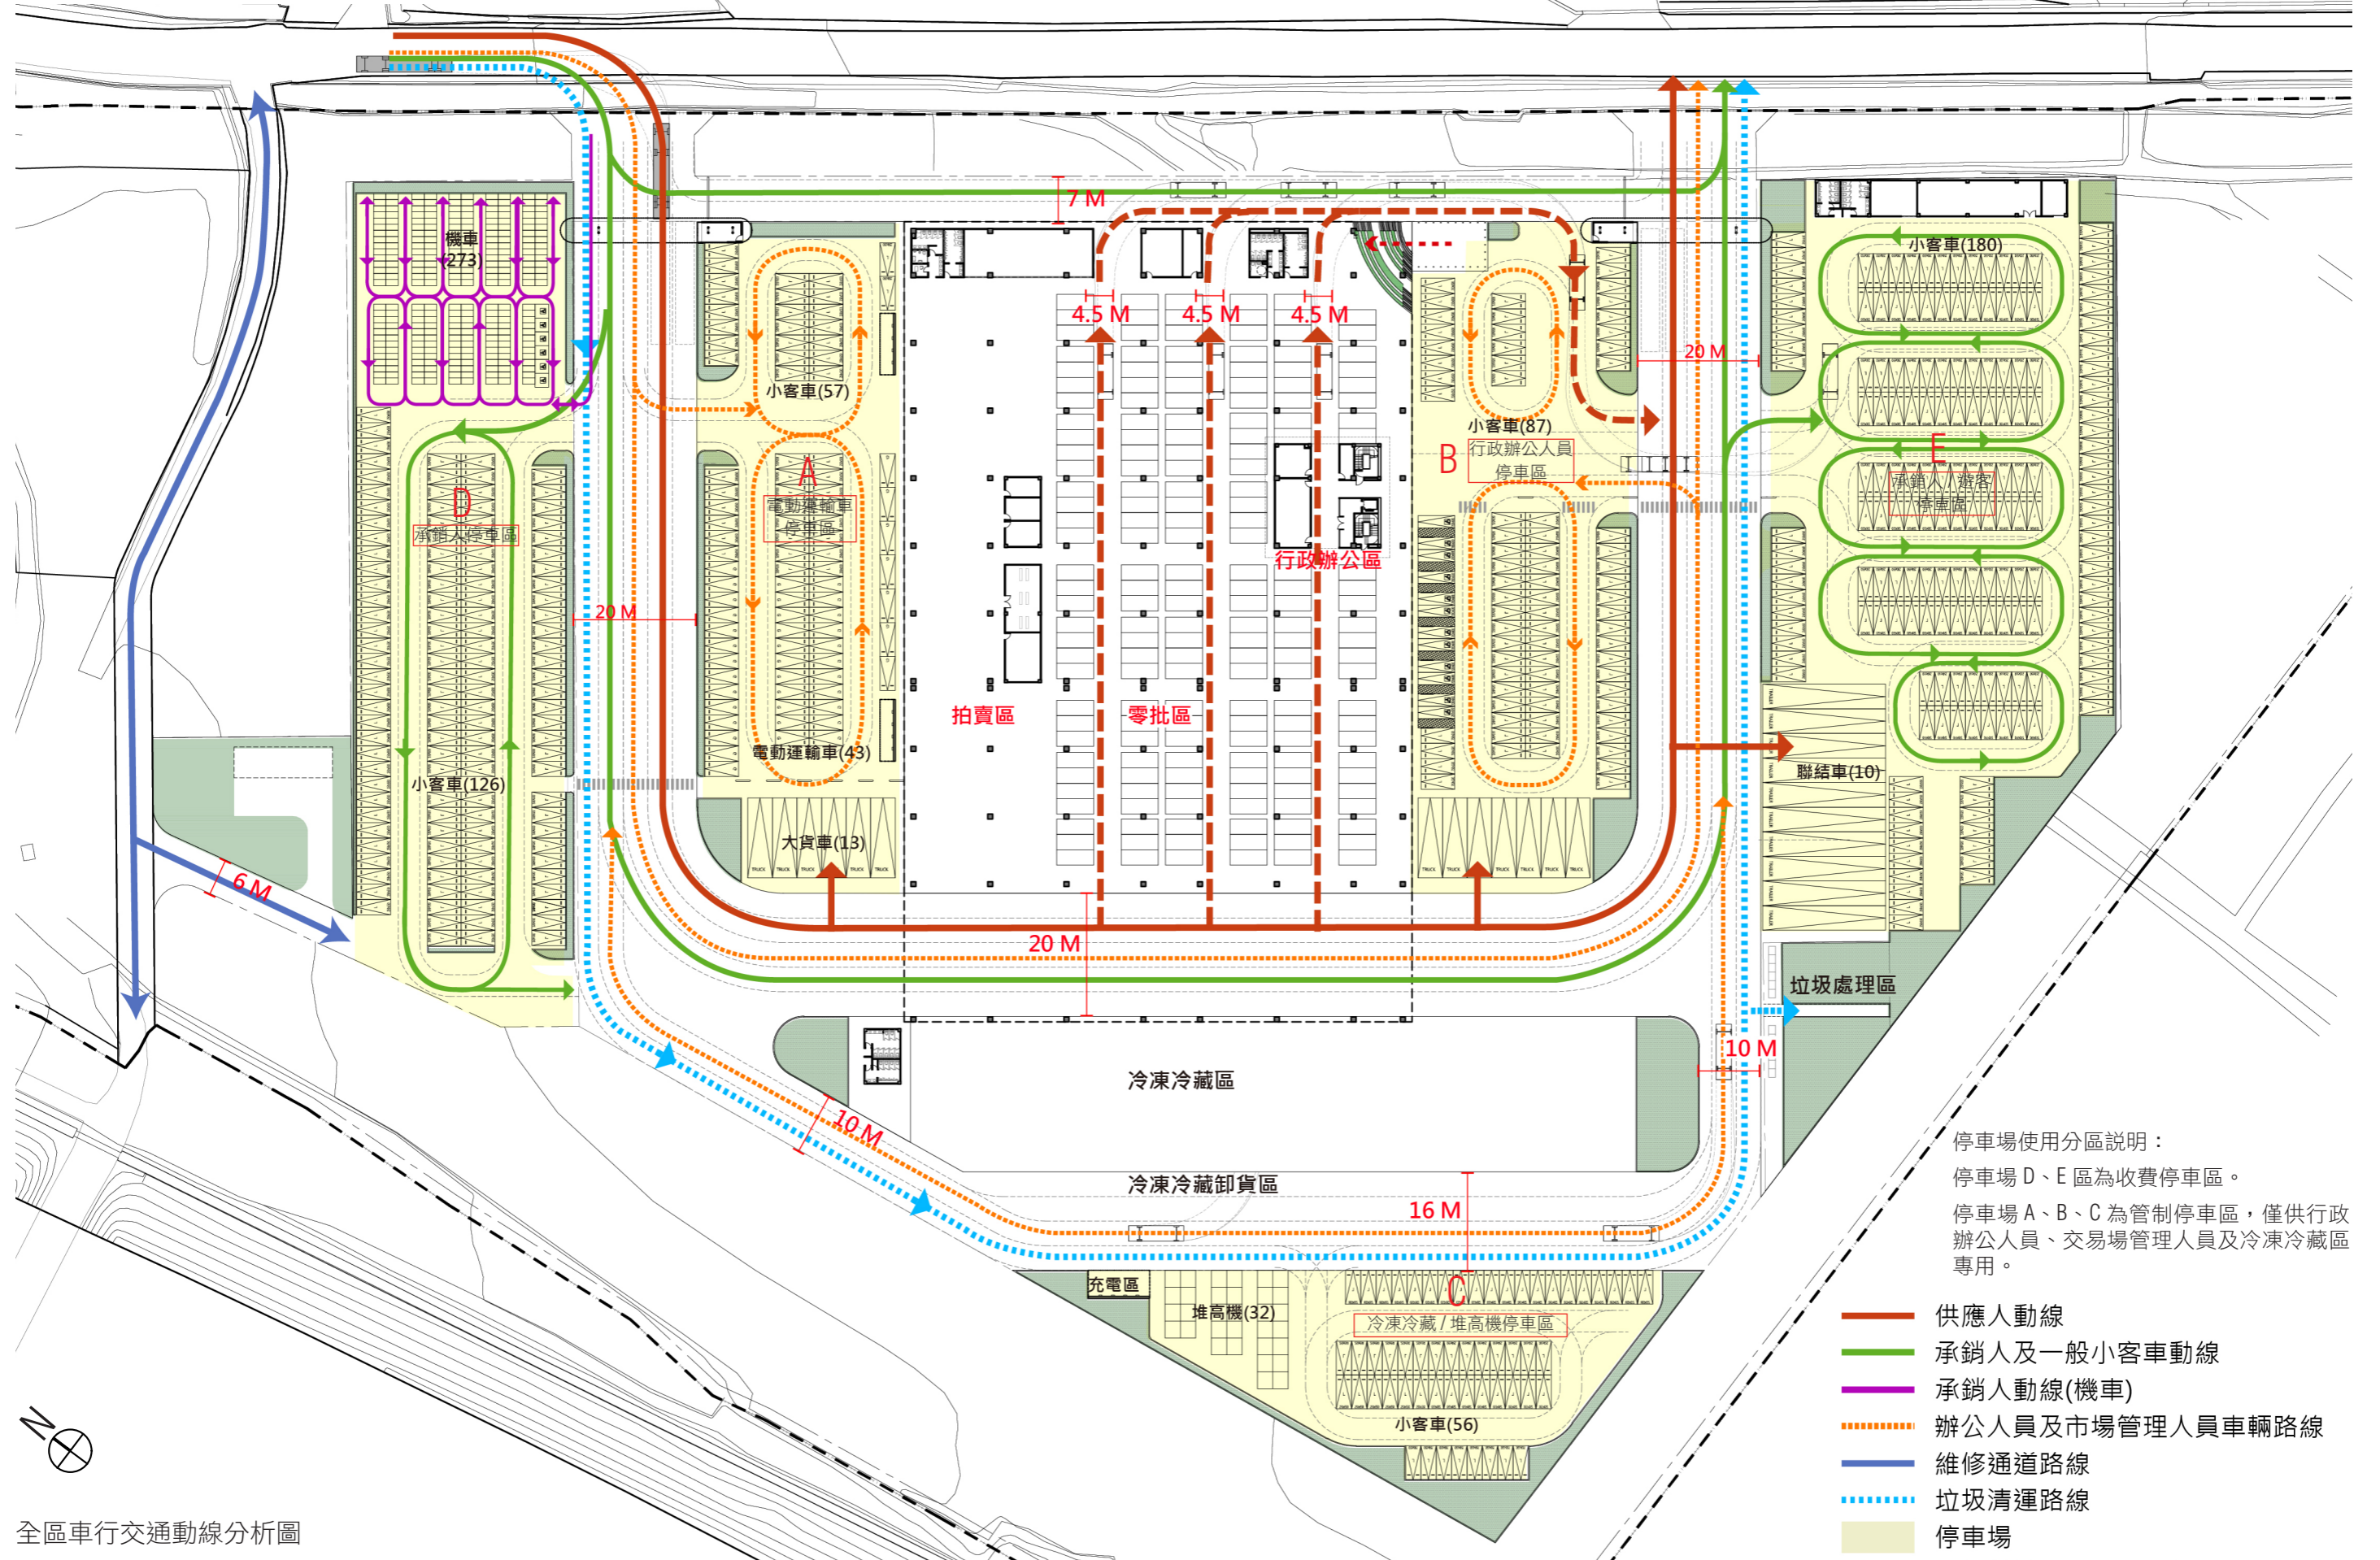 7 M
機車
(273)
小客車(180)
4.5 M
4.5 M
4.5 M
20 M
小客車(57)
小客車(87)
行政辦公人員
停車區
B
A
電動運輸車
停車區
D
承銷人停車區
E
承銷人 / 遊客
停車區
行政辦公區
20 M
拍賣區
零批區
電動運輸車(43)
小客車(126)
聯結車(10)
大貨車(13)
TRUCK
TRUCK
TRUCK
TRUCK
TRUCK
TRUCK
6 M
20 M
垃圾處理區
10 M
冷凍冷藏區
10 M
冷凍冷藏卸貨區
16 M
充電區
堆高機(32)
C
冷凍冷藏 / 堆高機停車區
小客車(56)
停車場使用分區説明：
停車場 D、E 區為收費停車區。
停車場 A、B、C 為管制停車區，僅供行政
辦公人員、交易場管理人員及冷凍冷藏區
專用。
供應人動線
承銷人及一般小客車動線
承銷人動線(機車)
辦公人員及市場管理人員車輛路線
維修通道路線
垃圾清運路線
停車場
N
全區車行交通動線分析圖